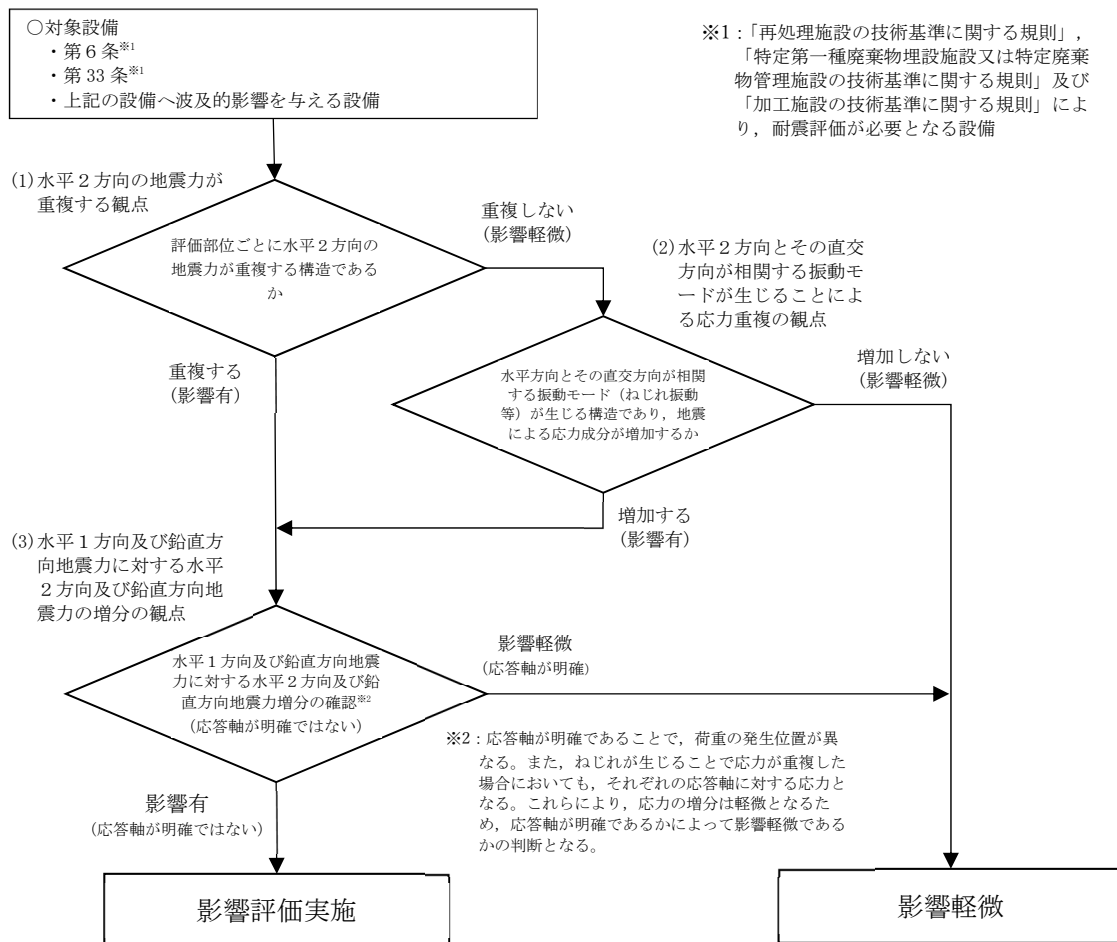 ○対象設備
・第6条※1
・第33条※1
・上記の設備へ波及的影響を与える設備
※1：「再処理施設の技術基準に関する規則」，
「特定第一種廃棄物埋設施設又は特定廃棄
物管理施設の技術基準に関する規則」及び
「加工施設の技術基準に関する規則」によ
り，耐震評価が必要となる設備
(1)水平２方向の地震力が
重複する観点
評価部位ごとに水平２方向の
地震力が重複する構造である
か
重複しない
(影響軽微)
(2)水平２方向とその直交
方向が相関する振動モ
ードが生じることによ
る応力重複の観点
重複する
(影響有)
水平方向とその直交方向が相関
する振動モード（ねじれ振動
等）が生じる構造であり，地震
による応力成分が増加するか
増加しない
(影響軽微)
増加する
(影響有)
(3)水平１方向及び鉛直方
向地震力に対する水平
２方向及び鉛直方向地
震力の増分の観点
水平１方向及び鉛直方向地震
力に対する水平２方向及び鉛
直方向地震力増分の確認※2
(応答軸が明確ではない)
影響軽微
(応答軸が明確)
※2：応答軸が明確であることで，荷重の発生位置が異
なる。また，ねじれが生じることで応力が重複した
場合においても，それぞれの応答軸に対する応力と
なる。これらにより，応力の増分は軽微となるた
め，応答軸が明確であるかによって影響軽微である
かの判断となる。
影響有
(応答軸が明確ではない)
影響評価実施
影響軽微